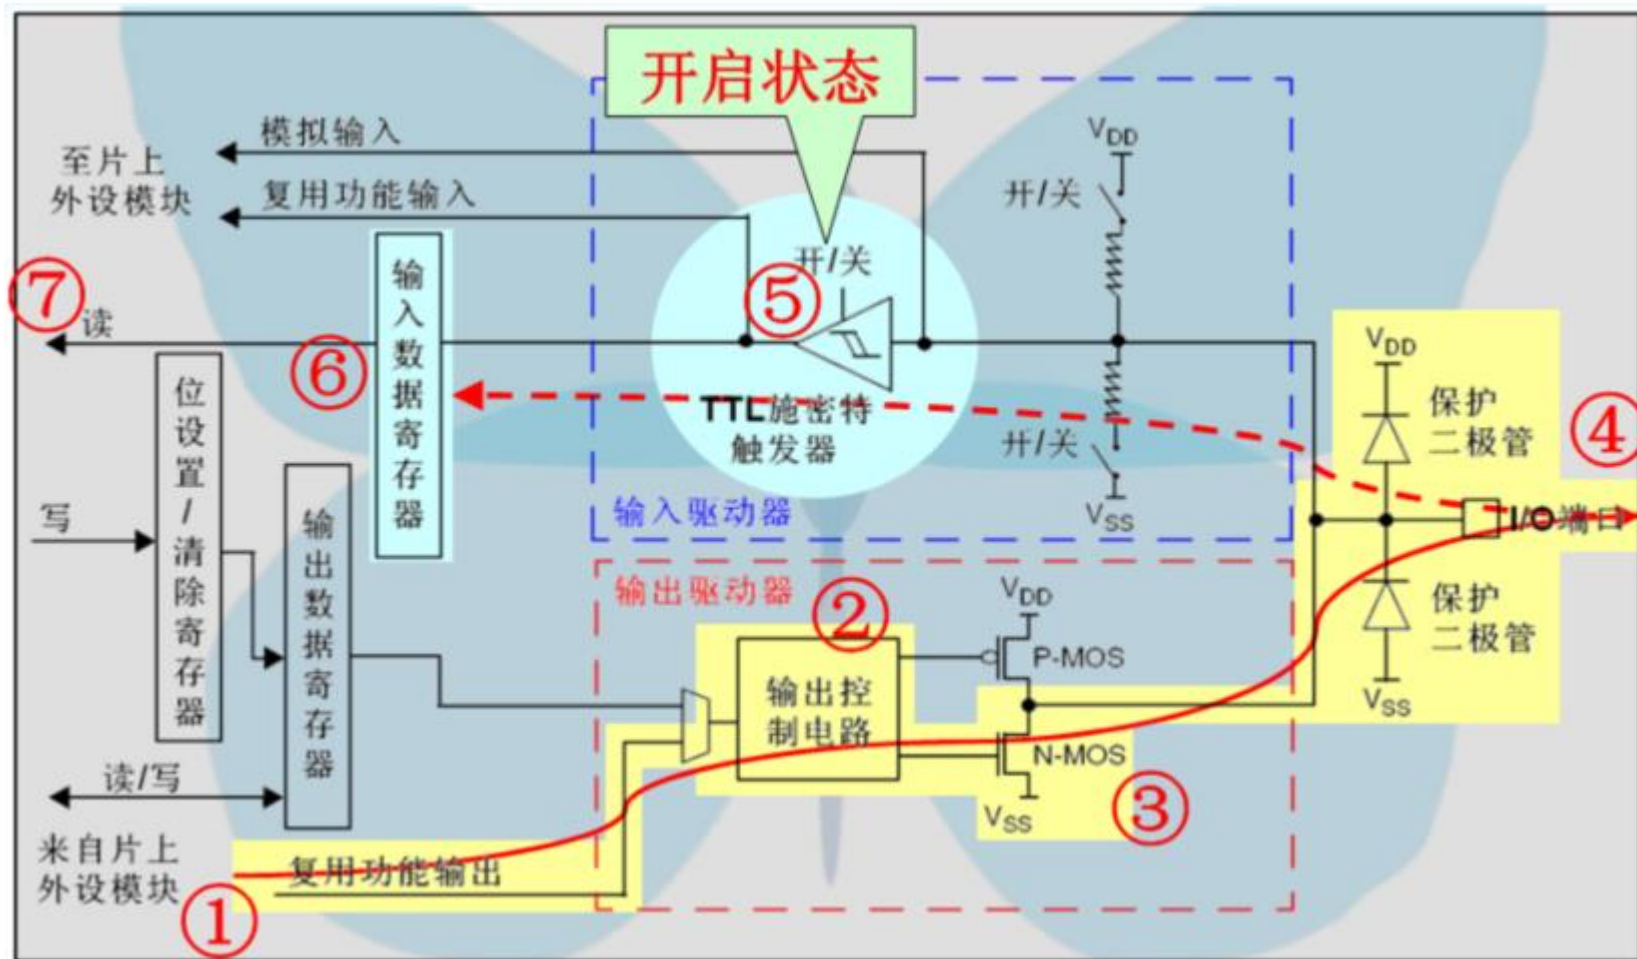 开启状态
模拟输入
至片上
外设模块
复用功能输入
V_DD
开/关
开/关
⑤
⑦
读
⑥
输入数据寄存器
TTL施密特
触发器
V_DD
保护
二极管
④
位设置/清除寄存器
开/关
V_SS
写
输入驱动器
I/O端口
输出数据寄存器
输出驱动器
②
V_DD
保护
二极管
P-MOS
输出控
制电路
V_SS
N-MOS
读/写
③
V_SS
来自片上
外设模块
复用功能输出
①